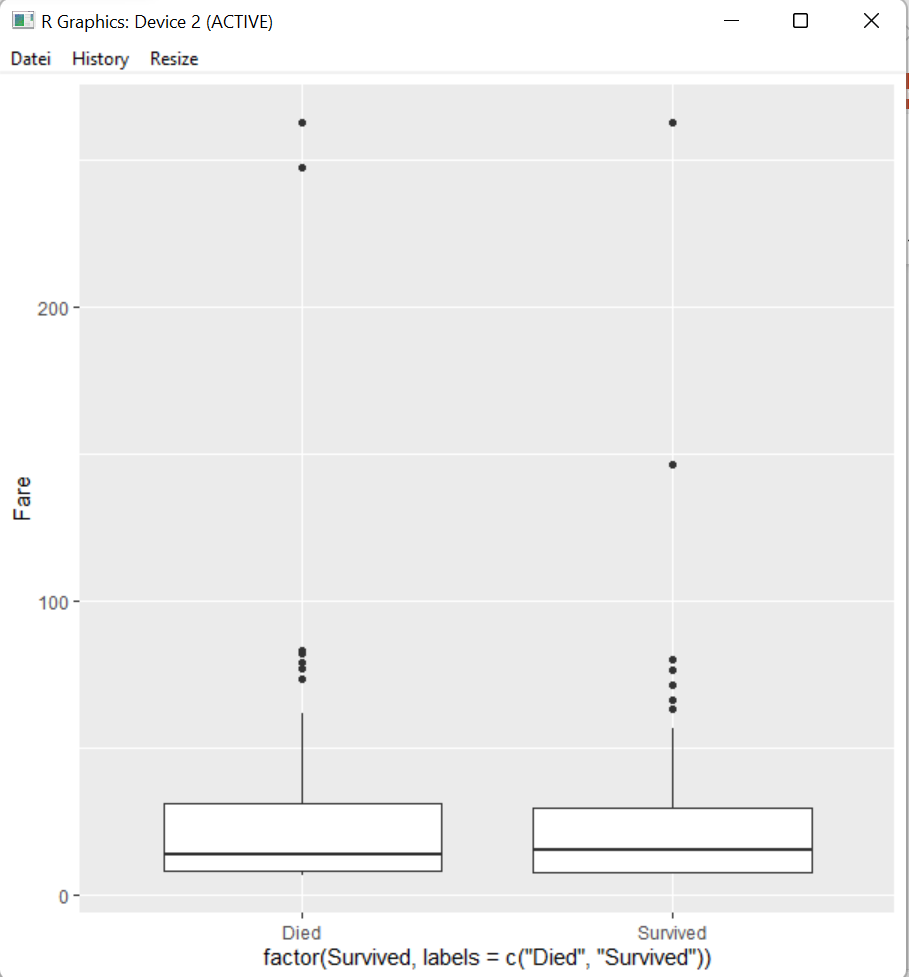 R Graphics: Device 2 (ACTIVE)
Datei History Resize
200
100
0
Fare
Died Survived
factor(Survived, labels = c("Died", "Survived"))